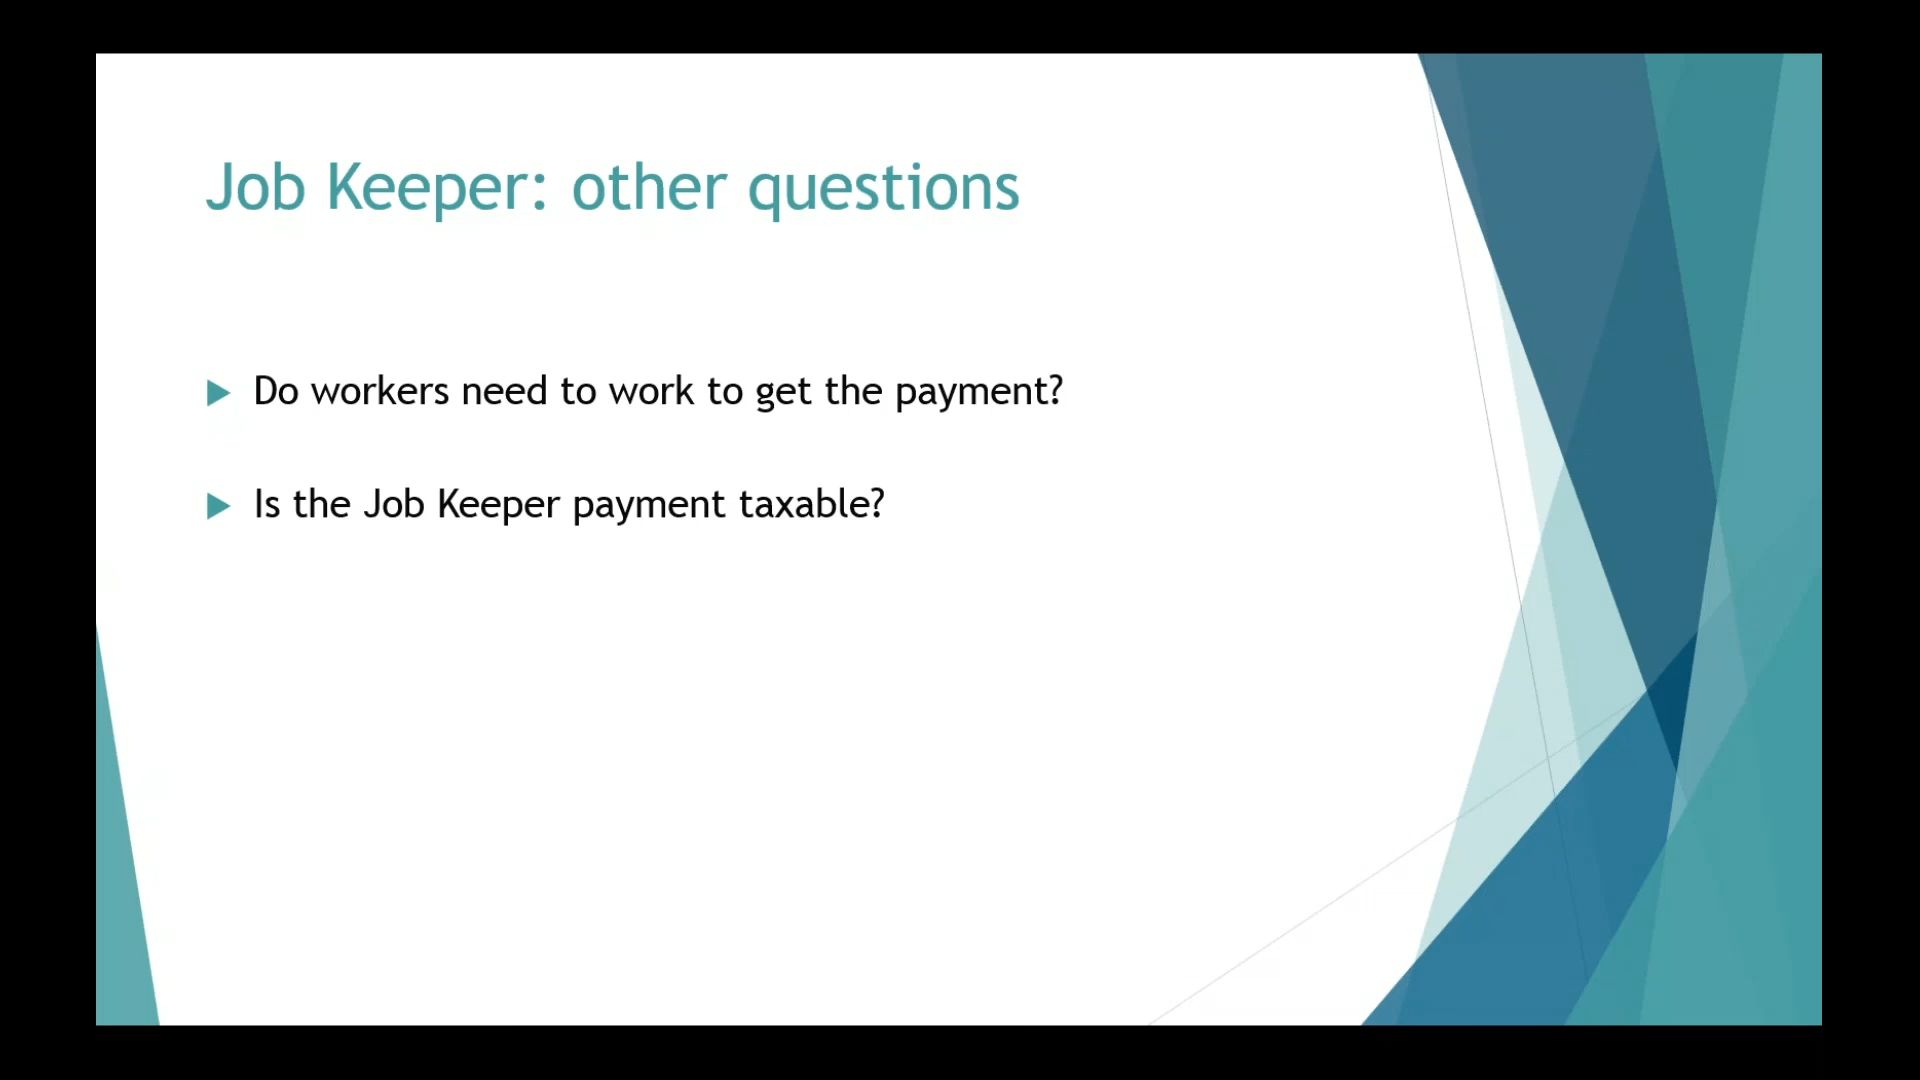 Job Keeper: other questions
Do workers need to work to get the payment?
Is the Job Keeper payment taxable?